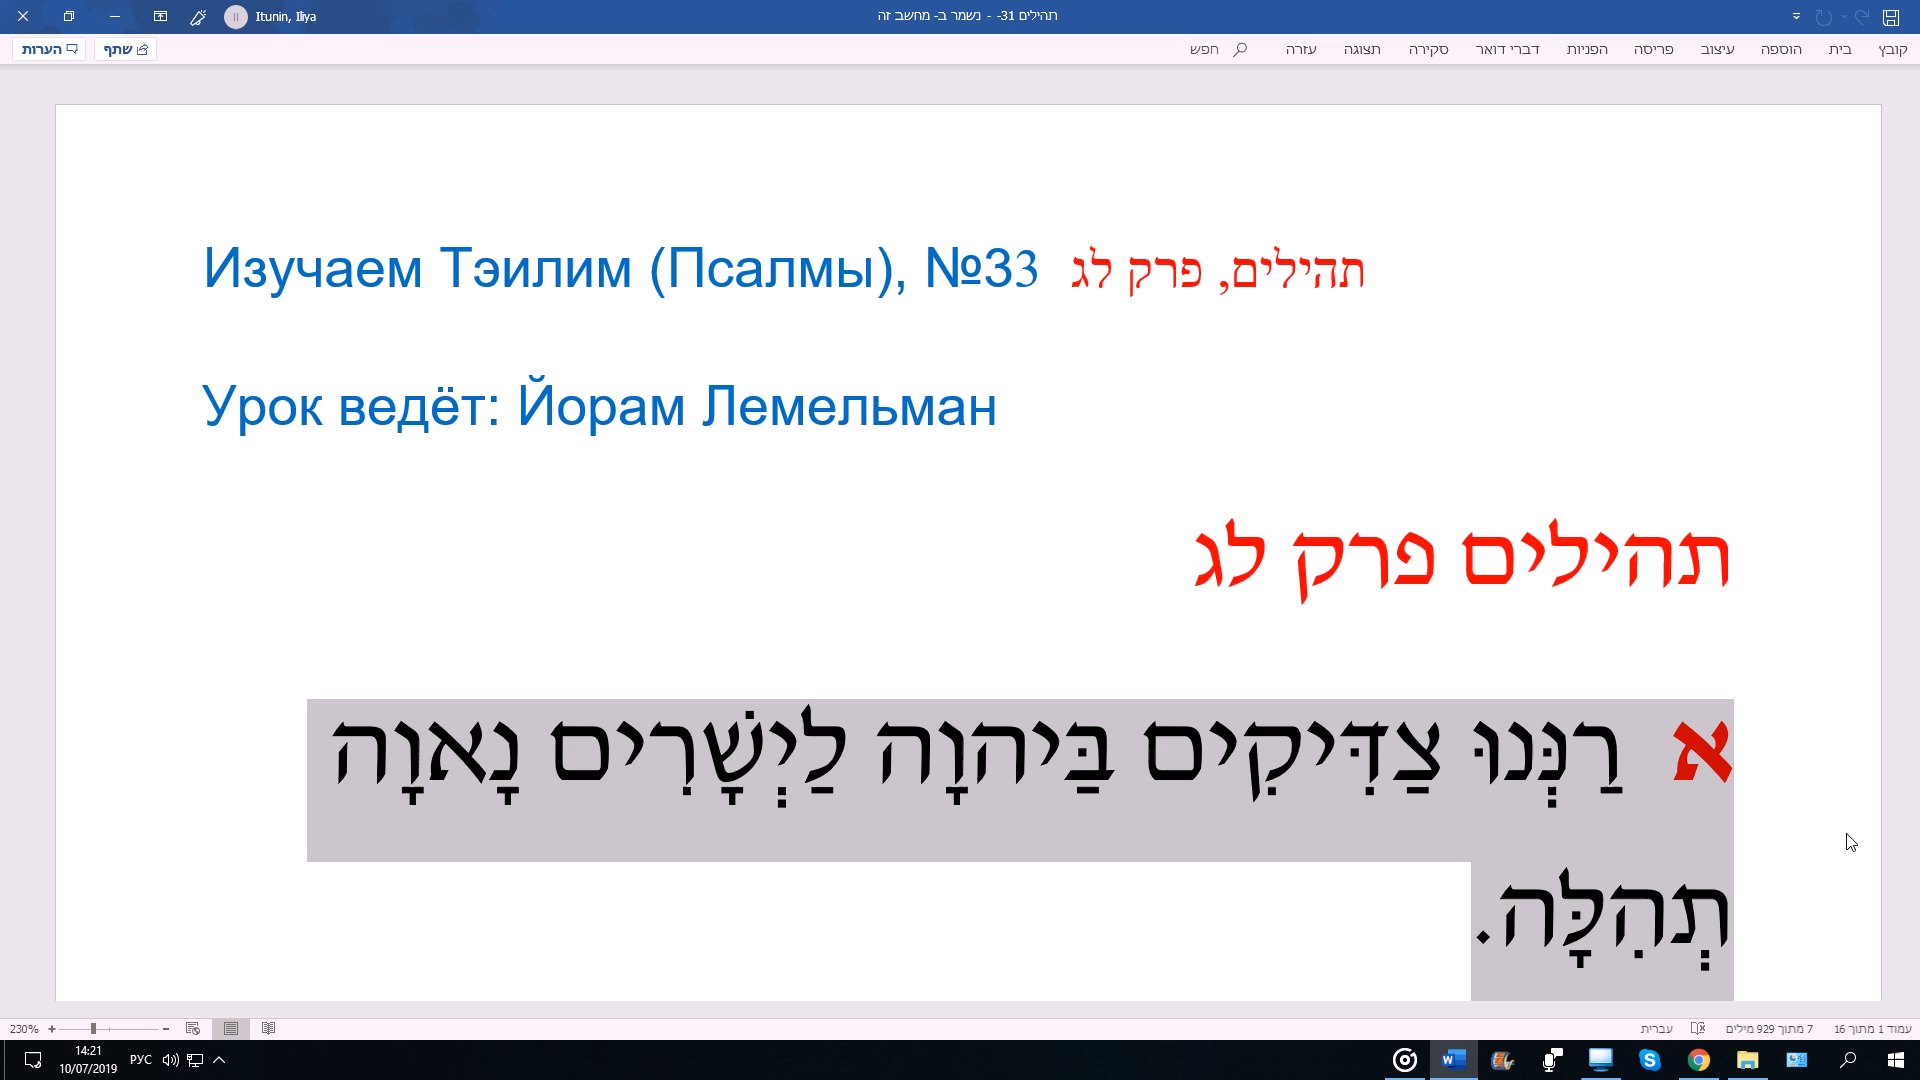 Itunin, Iliya
תהילים 31- - נשמר ב- מחשב זה
קובץ בית הוספה עיצוב פריסה הפניות דברי דואר סקירה תצוגה עזרה חפש
שתף הערות
Изучаем Тэилим (Псалмы), №33 תהילים, פרק לג
Урок ведёт: Йорам Лемельман
תהילים פרק לג
א רַנְּנוּ צַדִּיקִים בַּיהוָה לַיְשָׁרִים נָאוָה
תְהִלָּה.
עמוד 1 מתוך 16 7 מתוך 929 מילים עברית
230%
РУС
14:21
10/07/2019